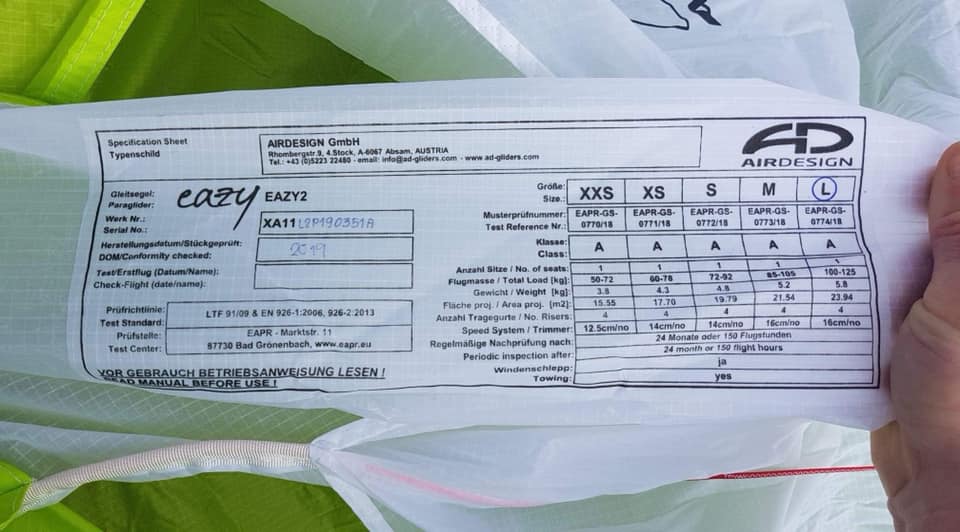 Specification Sheet
Typenschild
AIRDESIGN GmbH
Rhombergstr.9, 4.Stock, A-6067 Absam, AUSTRIA
Tel.: +43 (0)5223 22480 - email: info@ad-gliders.com - www.ad-gliders.com
AD
AIRDESIGN
Gleitsegel:
Paraglider:
eazy EAZY2
Werk Nr.:
Serial No.:
XA11 L2P190351A
Herstellungsdatum/Stückgeprüft:
DOM/Conformity checked:
2019
Test/Erstflug (Datum/Name):
Check-Flight (date/name):
Prüfrichtlinie:
Test Standard:
LTF 91/09 & EN 926-1:2006, 926-2:2013
Prüfstelle:
Test Center:
EAPR - Marktstr. 11
87730 Bad Grönenbach, www.eapr.eu
VOR GEBRAUCH BETRIEBSANWEISUNG LESEN !
READ MANUAL BEFORE USE !
Größe:
Size.:
XXS XS S M L
Musterprüfnummer:
Test Reference Nr.:
EAPR-GS- EAPR-GS- EAPR-GS- EAPR-GS- EAPR-GS-
0770/18 0771/18 0772/18 0773/18 0774/18
Klasse:
Class:
A A A A A
Anzahl Sitze / No. of seats: 1 1 1 1 1
Flugmasse / Total Load [kg]: 50-72 60-78 72-92 85-105 100-125
Gewicht / Weight [kg]: 3.8 4.3 4.8 5.2 5.8
Fläche proj. / Area proj. [m2]: 15.55 17.70 19.79 21.54 23.94
Anzahl Tragegurte / No. Risers: 4 4 4 4 4
Speed System / Trimmer: 12.5cm/no 14cm/no 14cm/no 16cm/no 16cm/no
Regelmäßige Nachprüfung nach: 24 Monate oder 150 Flugstunden
Periodic inspection after: 24 month or 150 flight hours
Windenschlepp: ja
Towing: yes